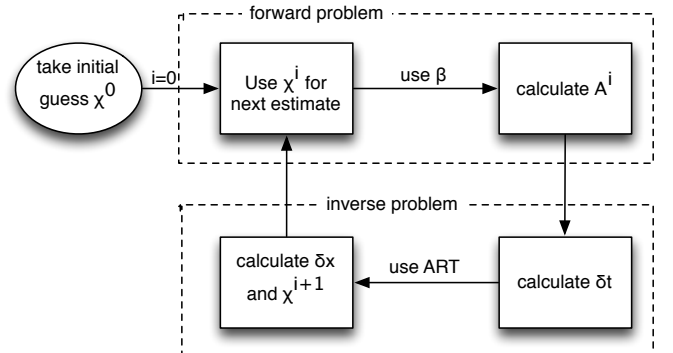 forward problem
take initial
guess χ⁰
i=0
Use χⁱ for
next estimate
use β
calculate Aⁱ
inverse problem
calculate δx
and χⁱ⁺¹
use ART
calculate δt